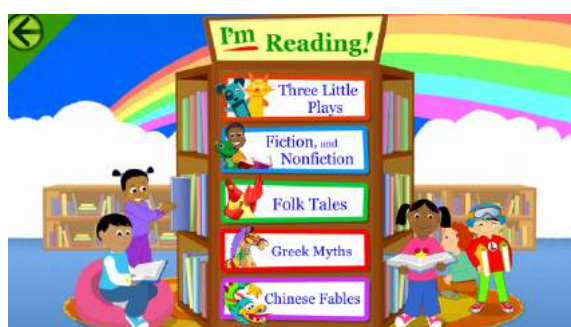 I'm Reading!
Three Little
Plays
Fiction, and
Nonfiction
Folk Tales
Greek Myths
Chinese Fables
L